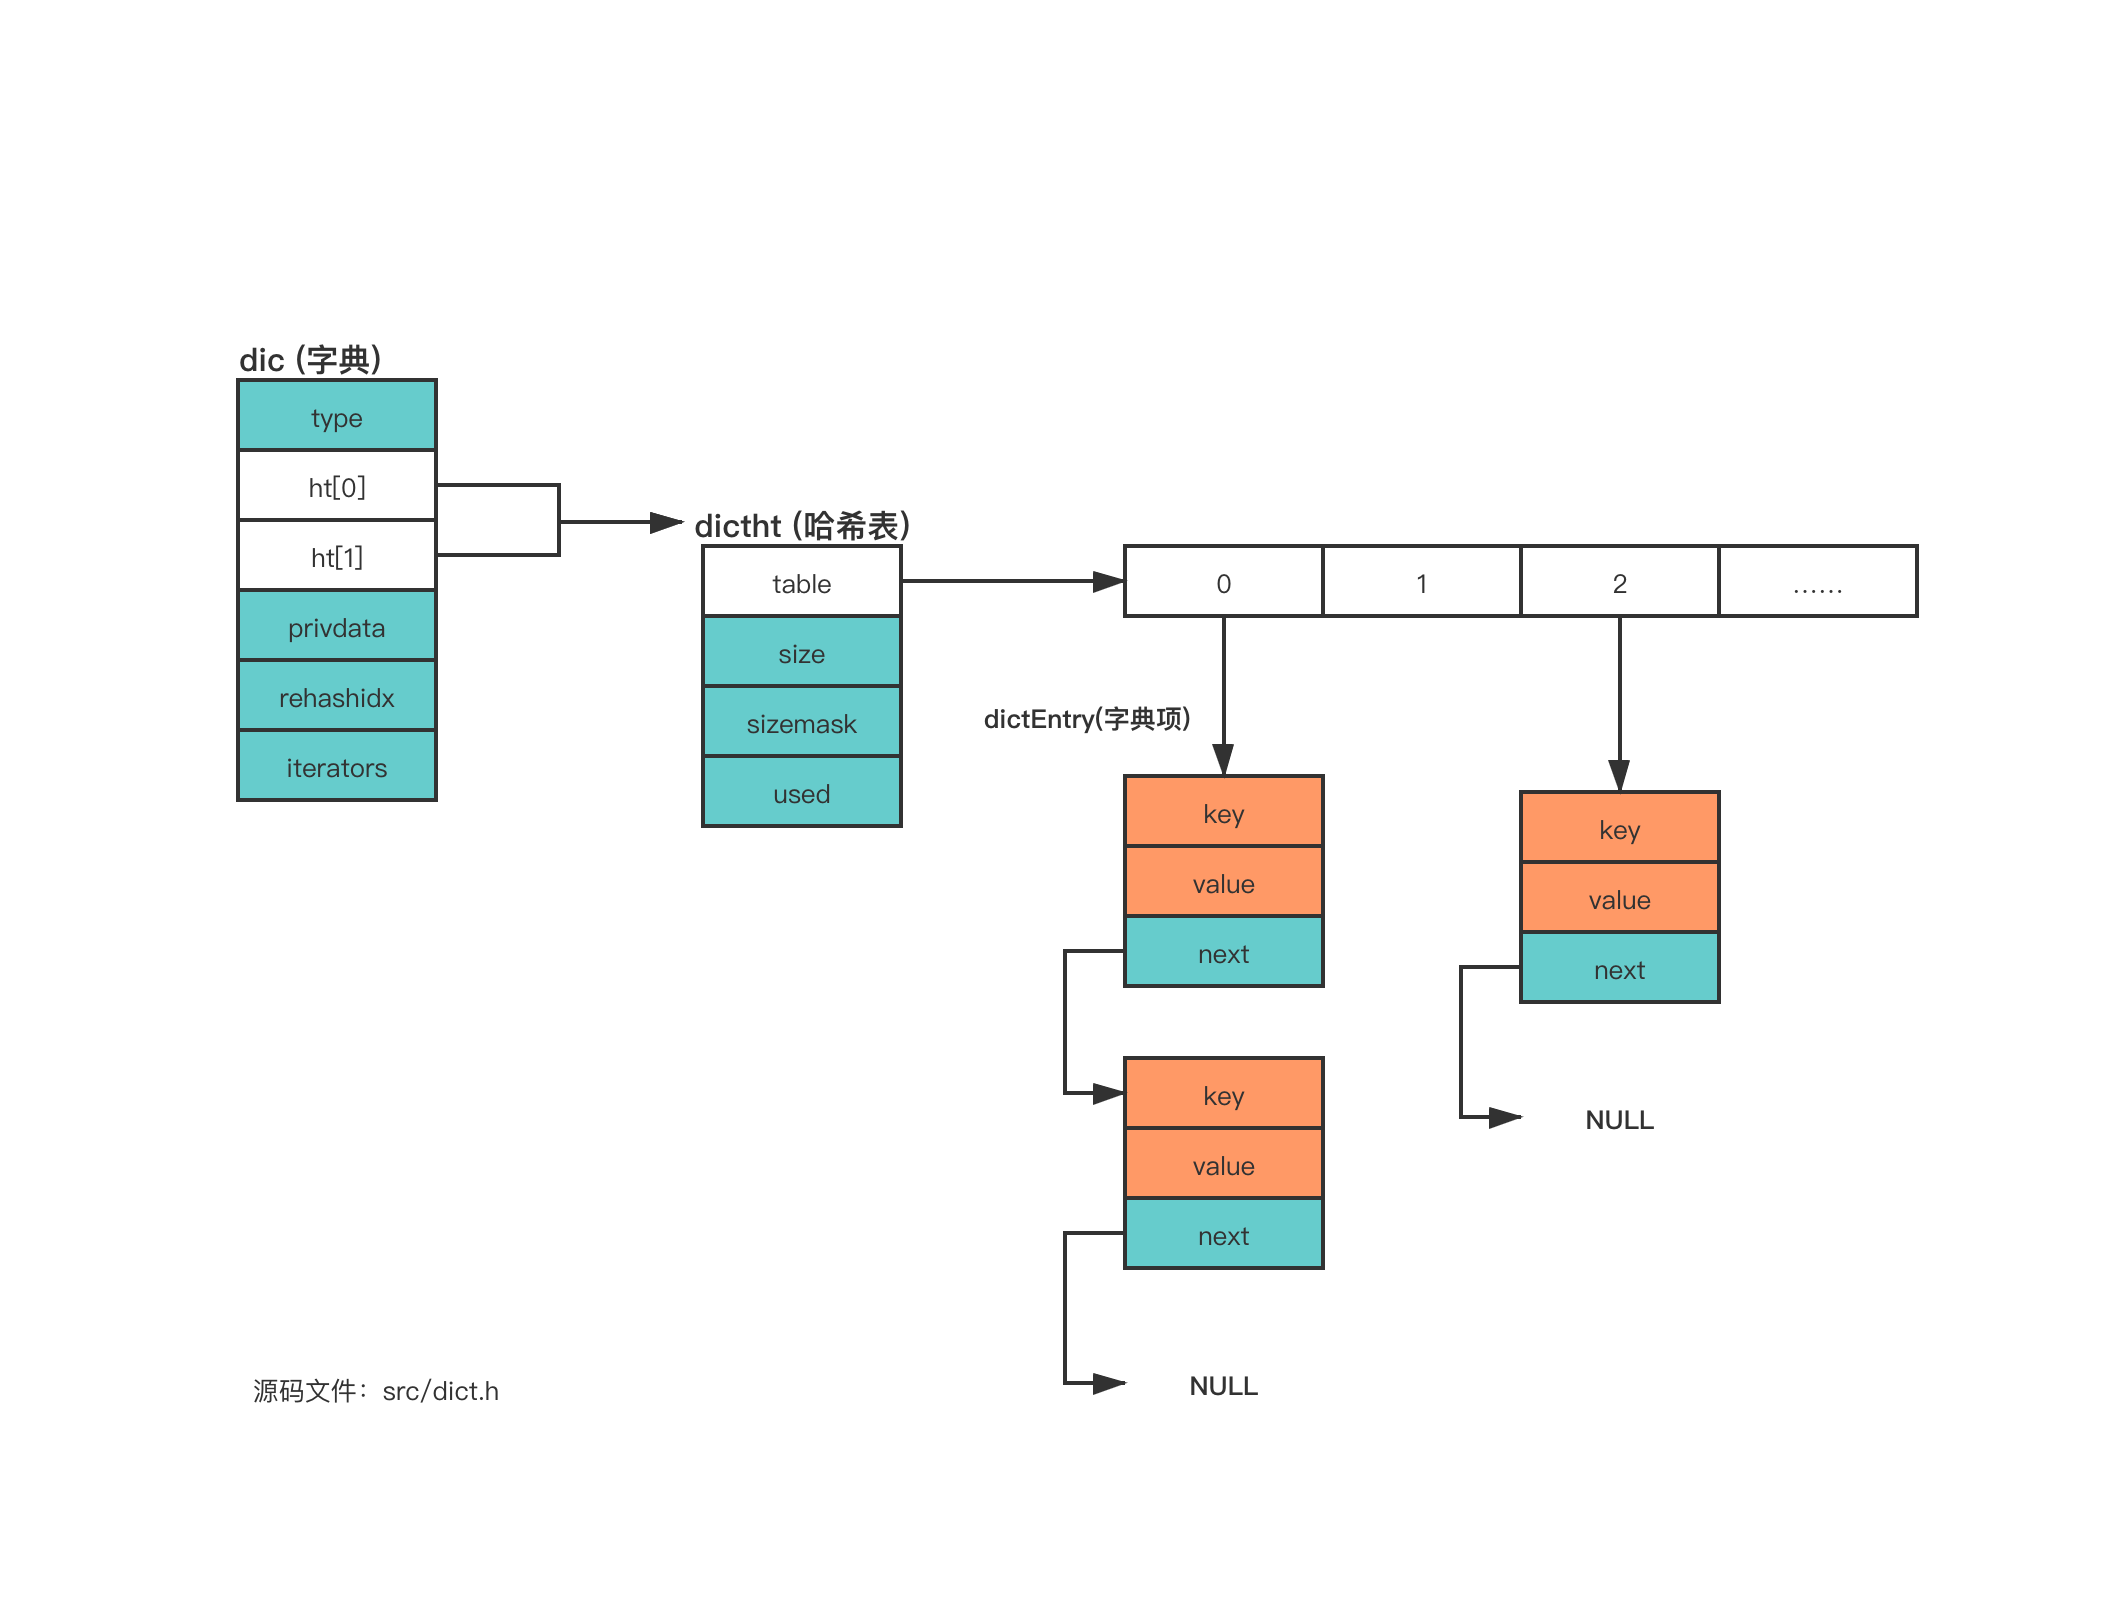 dic (字典)
type
ht[0]
ht[1]
privdata
rehashidx
iterators
dictht (哈希表)
table
size
sizemask
used
0
1
2
......
dictEntry(字典项)
key
value
next
key
value
next
NULL
key
value
next
NULL
源码文件：src/dict.h